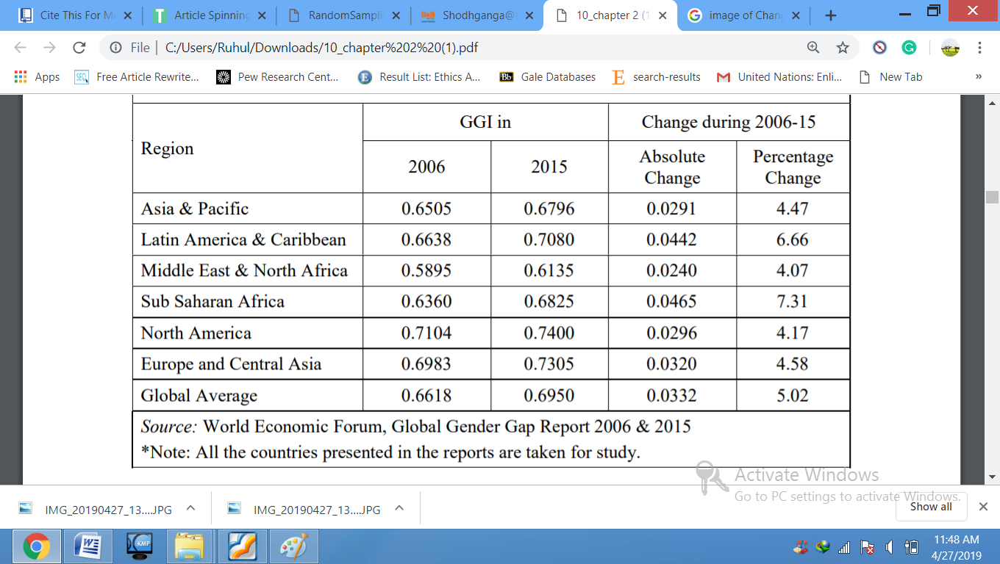 Cite This For M
Article Spinning
RandomSampli
Shodhganga@
10_chapter 2 (1
image of Chan
File | C:/Users/Ruhul/Downloads/10_chapter%202%20(1).pdf
Apps
Free Article Rewrite...
Pew Research Cent...
Result List: Ethics A...
Bb Gale Databases
search-results
United Nations: Enli...
New Tab
»
Region GGI in Change during 2006-15
2006 2015 Absolute Change Percentage Change
Asia & Pacific 0.6505 0.6796 0.0291 4.47
Latin America & Caribbean 0.6638 0.7080 0.0442 6.66
Middle East & North Africa 0.5895 0.6135 0.0240 4.07
Sub Saharan Africa 0.6360 0.6825 0.0465 7.31
North America 0.7104 0.7400 0.0296 4.17
Europe and Central Asia 0.6983 0.7305 0.0320 4.58
Global Average 0.6618 0.6950 0.0332 5.02
Source: World Economic Forum, Global Gender Gap Report 2006 & 2015
*Note: All the countries presented in the reports are taken for study.
Activate Windows
Go to PC settings to activate Windows.
IMG_20190427_13....JPG
IMG_20190427_13....JPG
Show all
KMP
11:48 AM
4/27/2019